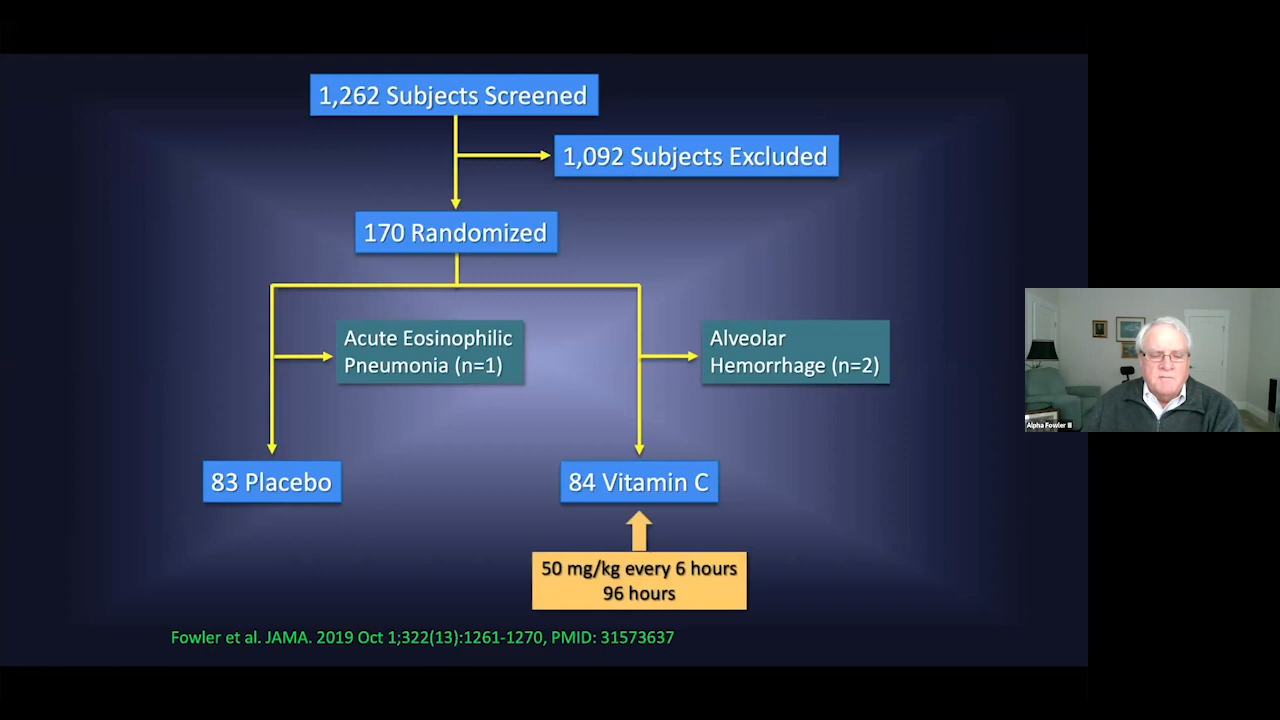 1,262 Subjects Screened
1,092 Subjects Excluded
170 Randomized
Acute Eosinophilic
Pneumonia (n=1)
Alveolar
Hemorrhage (n=2)
83 Placebo
84 Vitamin C
50 mg/kg every 6 hours
96 hours
Fowler et al. JAMA. 2019 Oct 1;322(13):1261-1270, PMID: 31573637
Alpha Fowler III